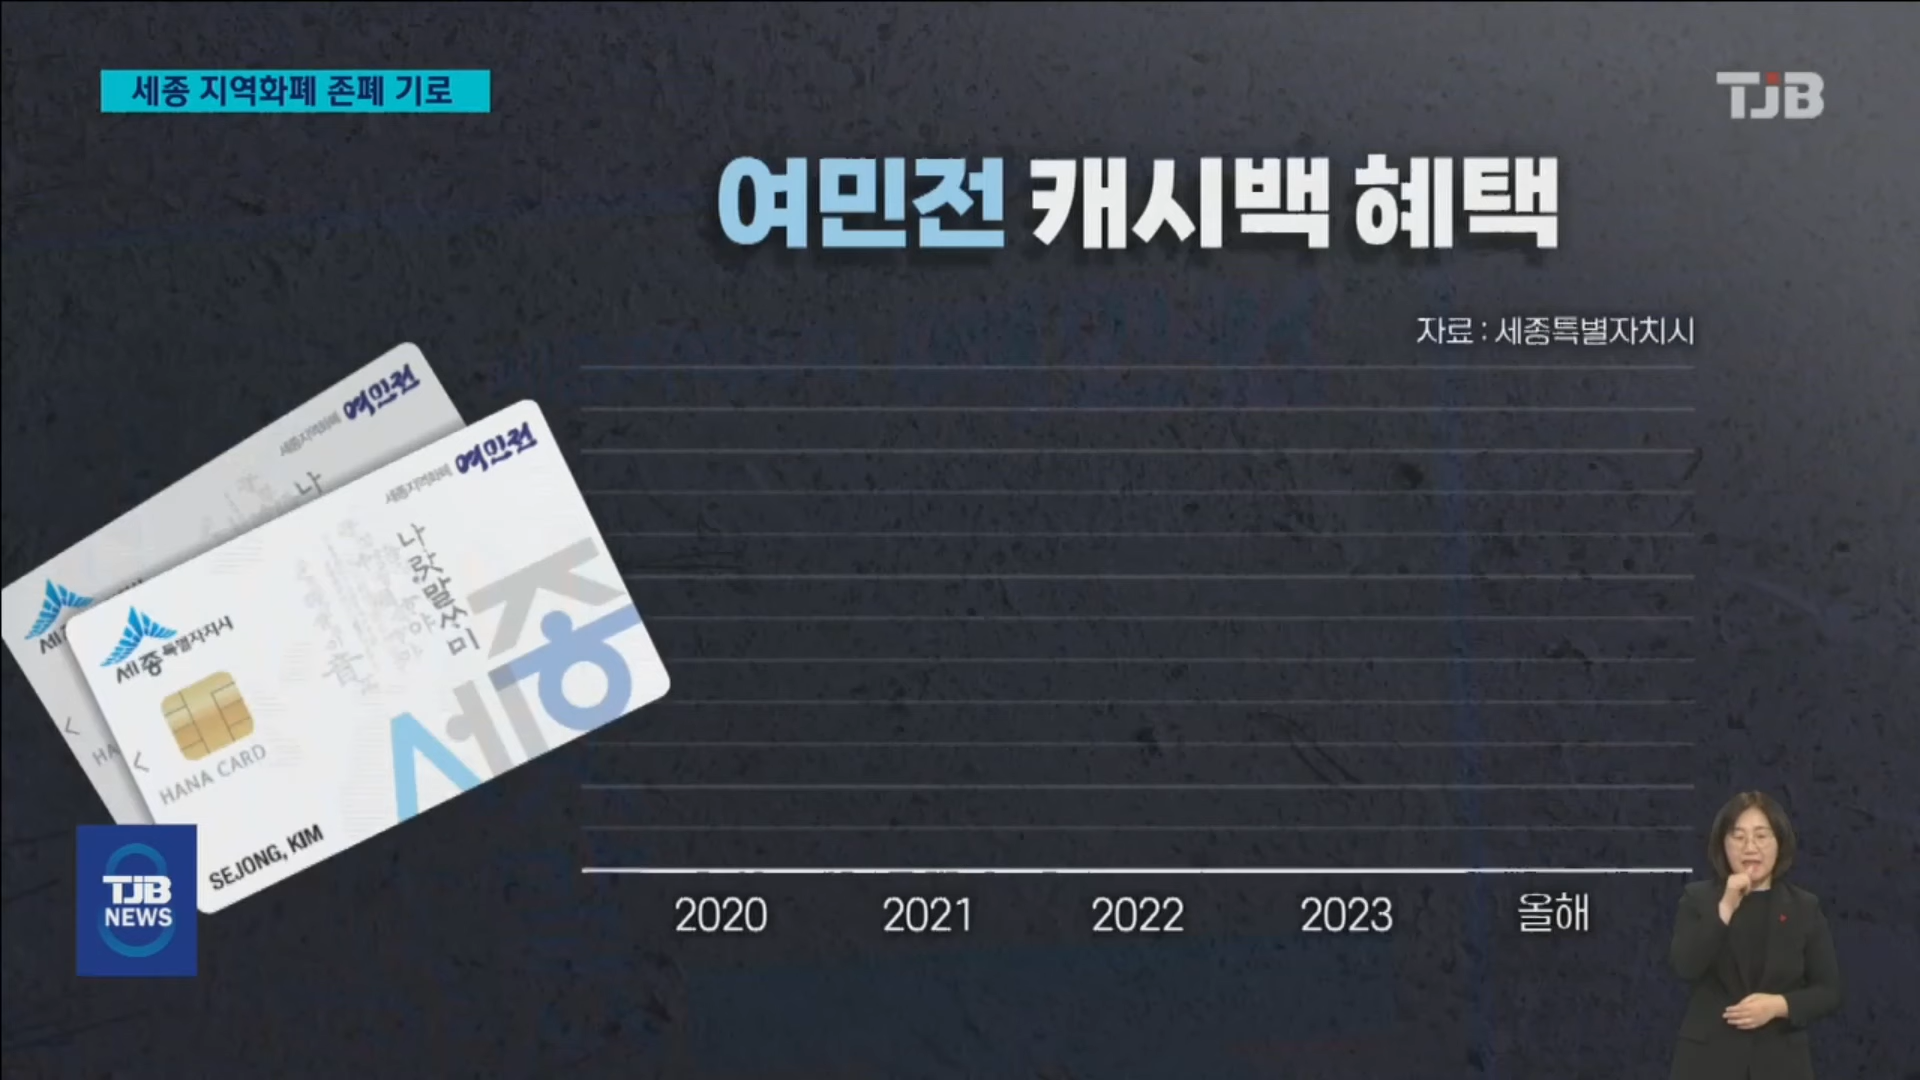 세종 지역화폐 존폐 기로
TJB
여민전 캐시백 혜택
자료 : 세종특별자치시
세종지역화폐 여민전
나
세종지역화폐 여민전
나랏말쓰미
세종특별자치시
세종
HA
HANA CARD
SEJONG, KIM
TJB
NEWS
2020 2021 2022 2023 올해